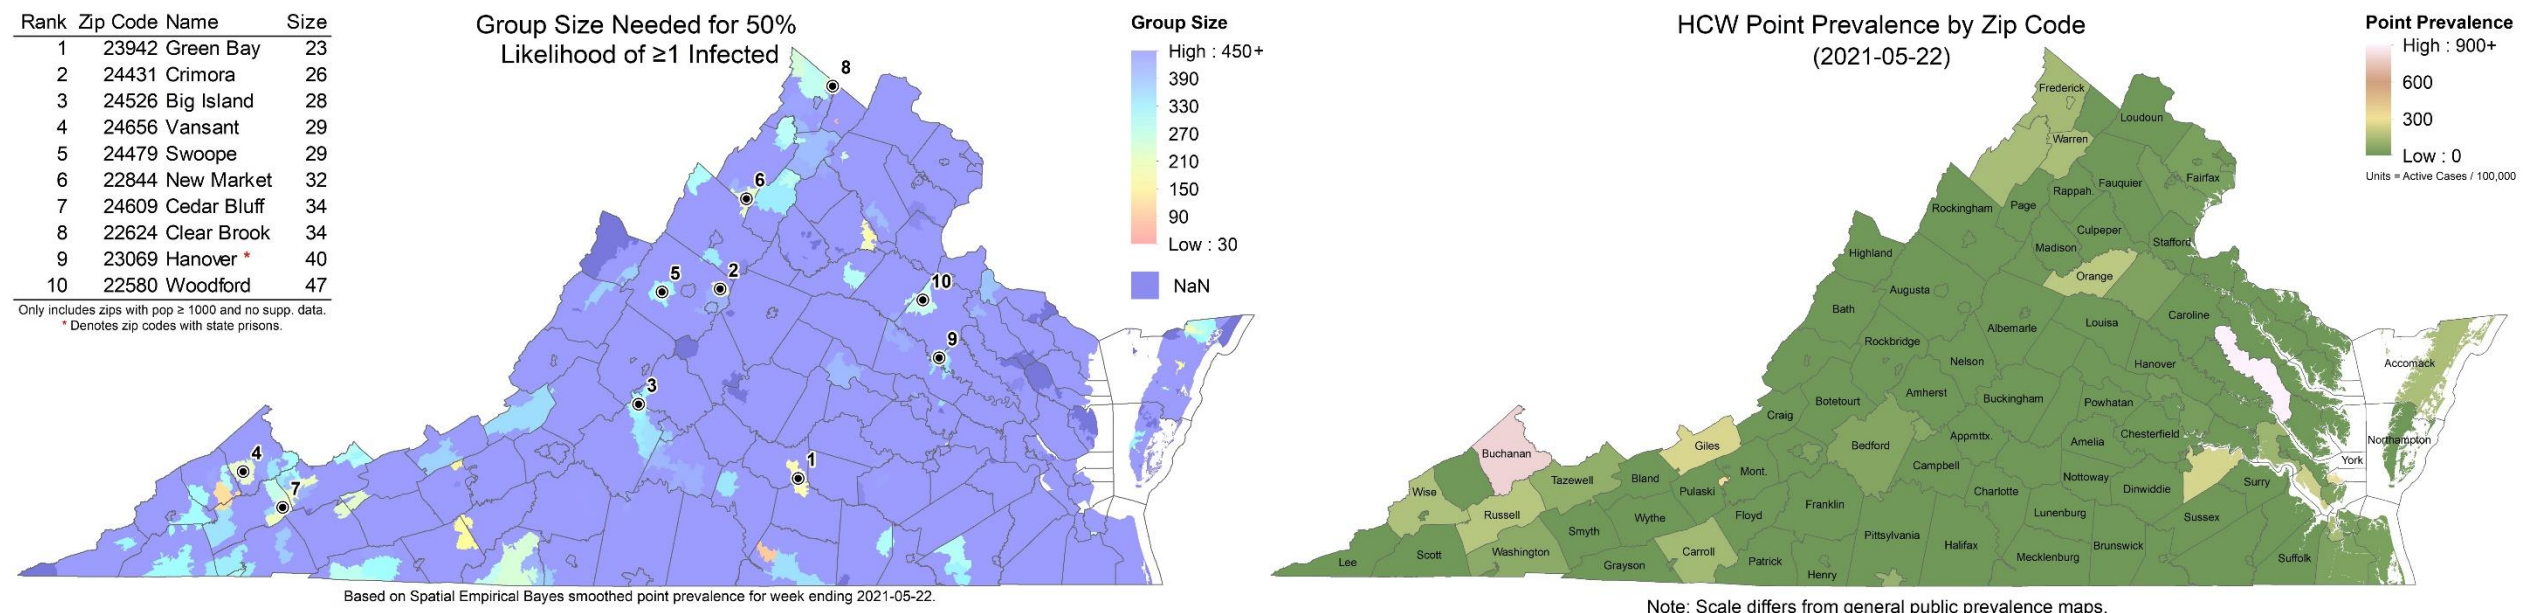 Rank Zip Code Name Size
1 23942 Green Bay 23
2 24431 Crimora 26
3 24526 Big Island 28
4 24656 Vansant 29
5 24479 Swoope 29
6 22844 New Market 32
7 24609 Cedar Bluff 34
8 22624 Clear Brook 34
9 23069 Hanover * 40
10 22580 Woodford 47
Only includes zips with pop ≥ 1000 and no supp. data.
* Denotes zip codes with state prisons.
Group Size Needed for 50%
Likelihood of ≥1 Infected
8
6
5
2
10
9
3
4
7
1
Group Size
High : 450+
390
330
270
210
150
90
Low : 30
NaN
Based on Spatial Empirical Bayes smoothed point prevalence for week ending 2021-05-22.
HCW Point Prevalence by Zip Code
(2021-05-22)
Point Prevalence
High : 900+
600
300
Low : 0
Units = Active Cases / 100,000
Frederick
Loudoun
Warren
Fairfax
Fauquier
Rappah.
Page
Rockingham
Culpeper
Stafford
Madison
Highland
Orange
Augusta
Bath
Caroline
Louisa
Albemarle
Rockbridge
Nelson
Hanover
Accomack
Amherst
Buckingham
Powhatan
Botetourt
Craig
Chesterfield
Appmttx.
Amelia
Northampton
Bedford
Giles
Buchanan
York
Campbell
Mont.
Nottoway
Bland
Tazewell
Surry
Dinwiddie
Charlotte
Pulaski
Wise
Franklin
Lunenburg
Russell
Floyd
Wythe
Sussex
Smyth
Pittsylvania
Halifax
Brunswick
Carroll
Washington
Scott
Mecklenburg
Suffolk
Patrick
Lee
Grayson
Henry
Note: Scale differs from general public prevalence maps.